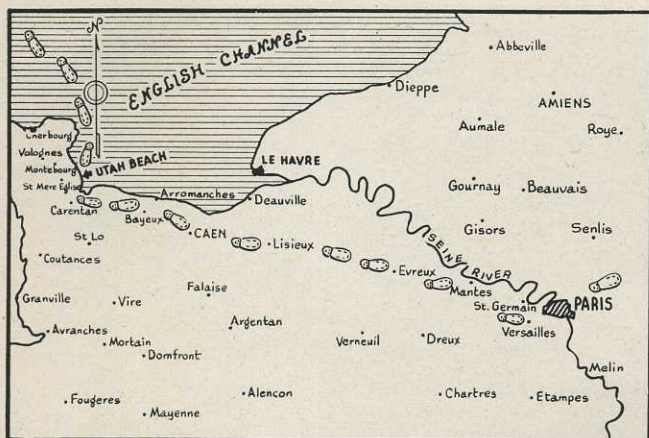 N
Abbeville
ENGLISH CHANNEL
Dieppe
AMIENS
Aumale
Roye
Cherbourg
Valognes
Montebourg
UTAH BEACH
St Mere Eglise
LE HAVRE
Gournay
Beauvais
Carentan
Arromanches
Deauville
Bayeux
CAEN
Gisors
Senlis
St Lo
Lisieux
SEINE RIVER
Coutances
Evreux
Mantes
Falaise
St. Germain
PARIS
Granville
Vire
Versailles
Avranches
Argentan
Mortain
Verneuil
Dreux
Domfront
Melin
Fougeres
Alencon
Chartres
Etampes
Mayenne